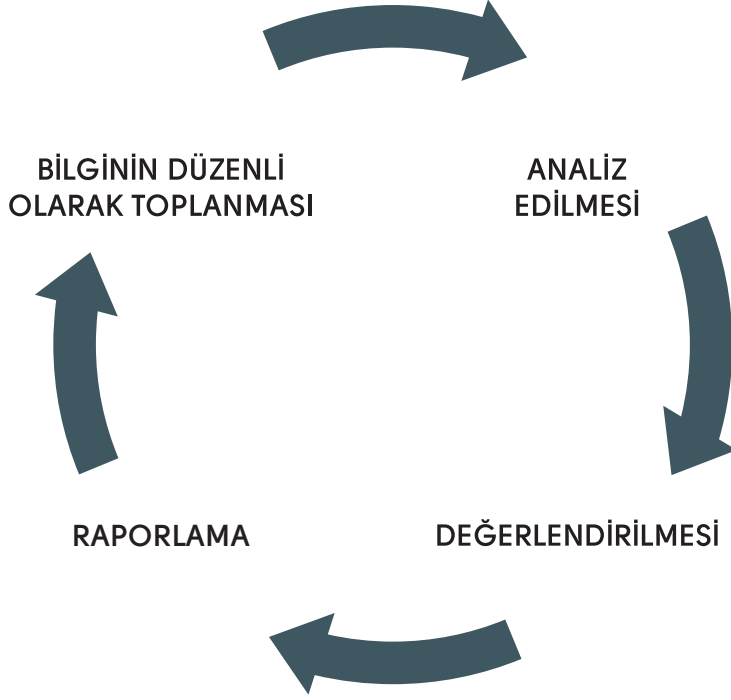 BİLGİNİN DÜZENLİ
OLARAK TOPLANMASI
ANALİZ
EDİLMESİ
DEĞERLENDİRİLMESİ
RAPORLAMA